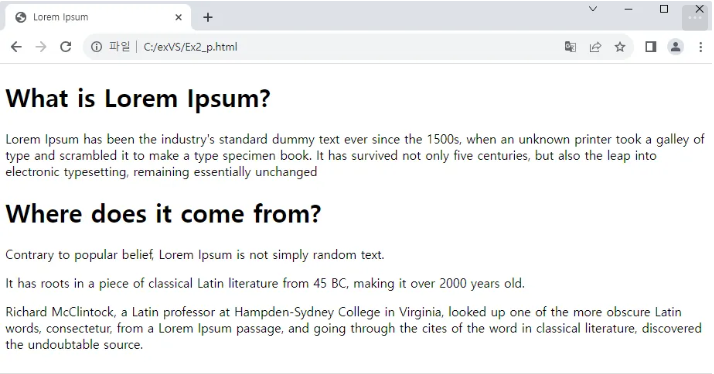 Lorem Ipsum
파일 C:/exVS/Ex2_p.html
What is Lorem Ipsum?
Lorem Ipsum has been the industry's standard dummy text ever since the 1500s, when an unknown printer took a galley of
type and scrambled it to make a type specimen book. It has survived not only five centuries, but also the leap into
electronic typesetting, remaining essentially unchanged
Where does it come from?
Contrary to popular belief, Lorem Ipsum is not simply random text.
It has roots in a piece of classical Latin literature from 45 BC, making it over 2000 years old.
Richard McClintock, a Latin professor at Hampden-Sydney College in Virginia, looked up one of the more obscure Latin
words, consectetur, from a Lorem Ipsum passage, and going through the cites of the word in classical literature, discovered
the undoubtable source.